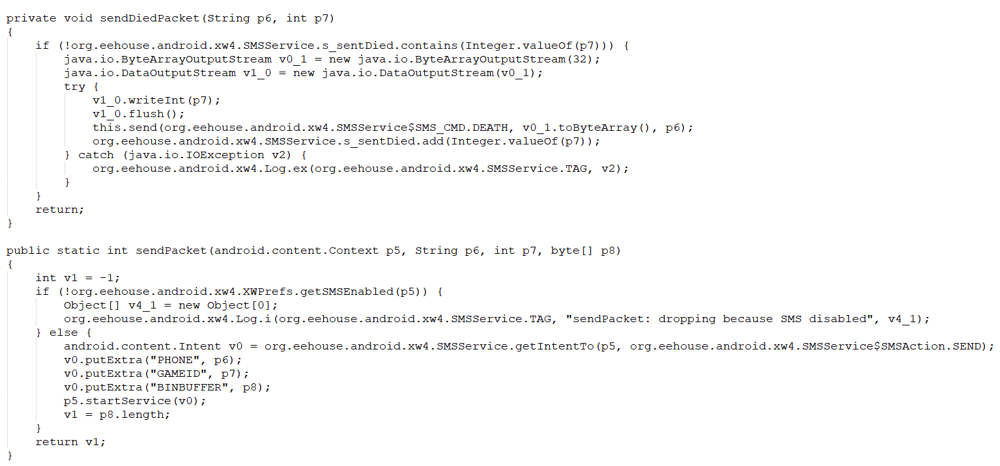 private void sendDiedPacket(String p6, int p7)
{
    if (!org.eehouse.android.xw4.SMSService.s_sentDied.contains(Integer.valueOf(p7))) {
        java.io.ByteArrayOutputStream v0_1 = new java.io.ByteArrayOutputStream(32);
        java.io.DataOutputStream v1_0 = new java.io.DataOutputStream(v0_1);
        try {
            v1_0.writeInt(p7);
            v1_0.flush();
            this.send(org.eehouse.android.xw4.SMSService$SMS_CMD.DEATH, v0_1.toByteArray(), p6);
            org.eehouse.android.xw4.SMSService.s_sentDied.add(Integer.valueOf(p7));
        } catch (java.io.IOException v2) {
            org.eehouse.android.xw4.Log.ex(org.eehouse.android.xw4.SMSService.TAG, v2);
        }
    }
    return;
}

public static int sendPacket(android.content.Context p5, String p6, int p7, byte[] p8)
{
    int v1 = -1;
    if (!org.eehouse.android.xw4.XWPrefs.getSMSEnabled(p5)) {
        Object[] v4_1 = new Object[0];
        org.eehouse.android.xw4.Log.i(org.eehouse.android.xw4.SMSService.TAG, "sendPacket: dropping because SMS disabled", v4_1);
    } else {
        android.content.Intent v0 = org.eehouse.android.xw4.SMSService.getIntentTo(p5, org.eehouse.android.xw4.SMSService$SMSAction.SEND);
        v0.putExtra("PHONE", p6);
        v0.putExtra("GAMEID", p7);
        v0.putExtra("BINBUFFER", p8);
        p5.startService(v0);
        v1 = p8.length;
    }
    return v1;
}